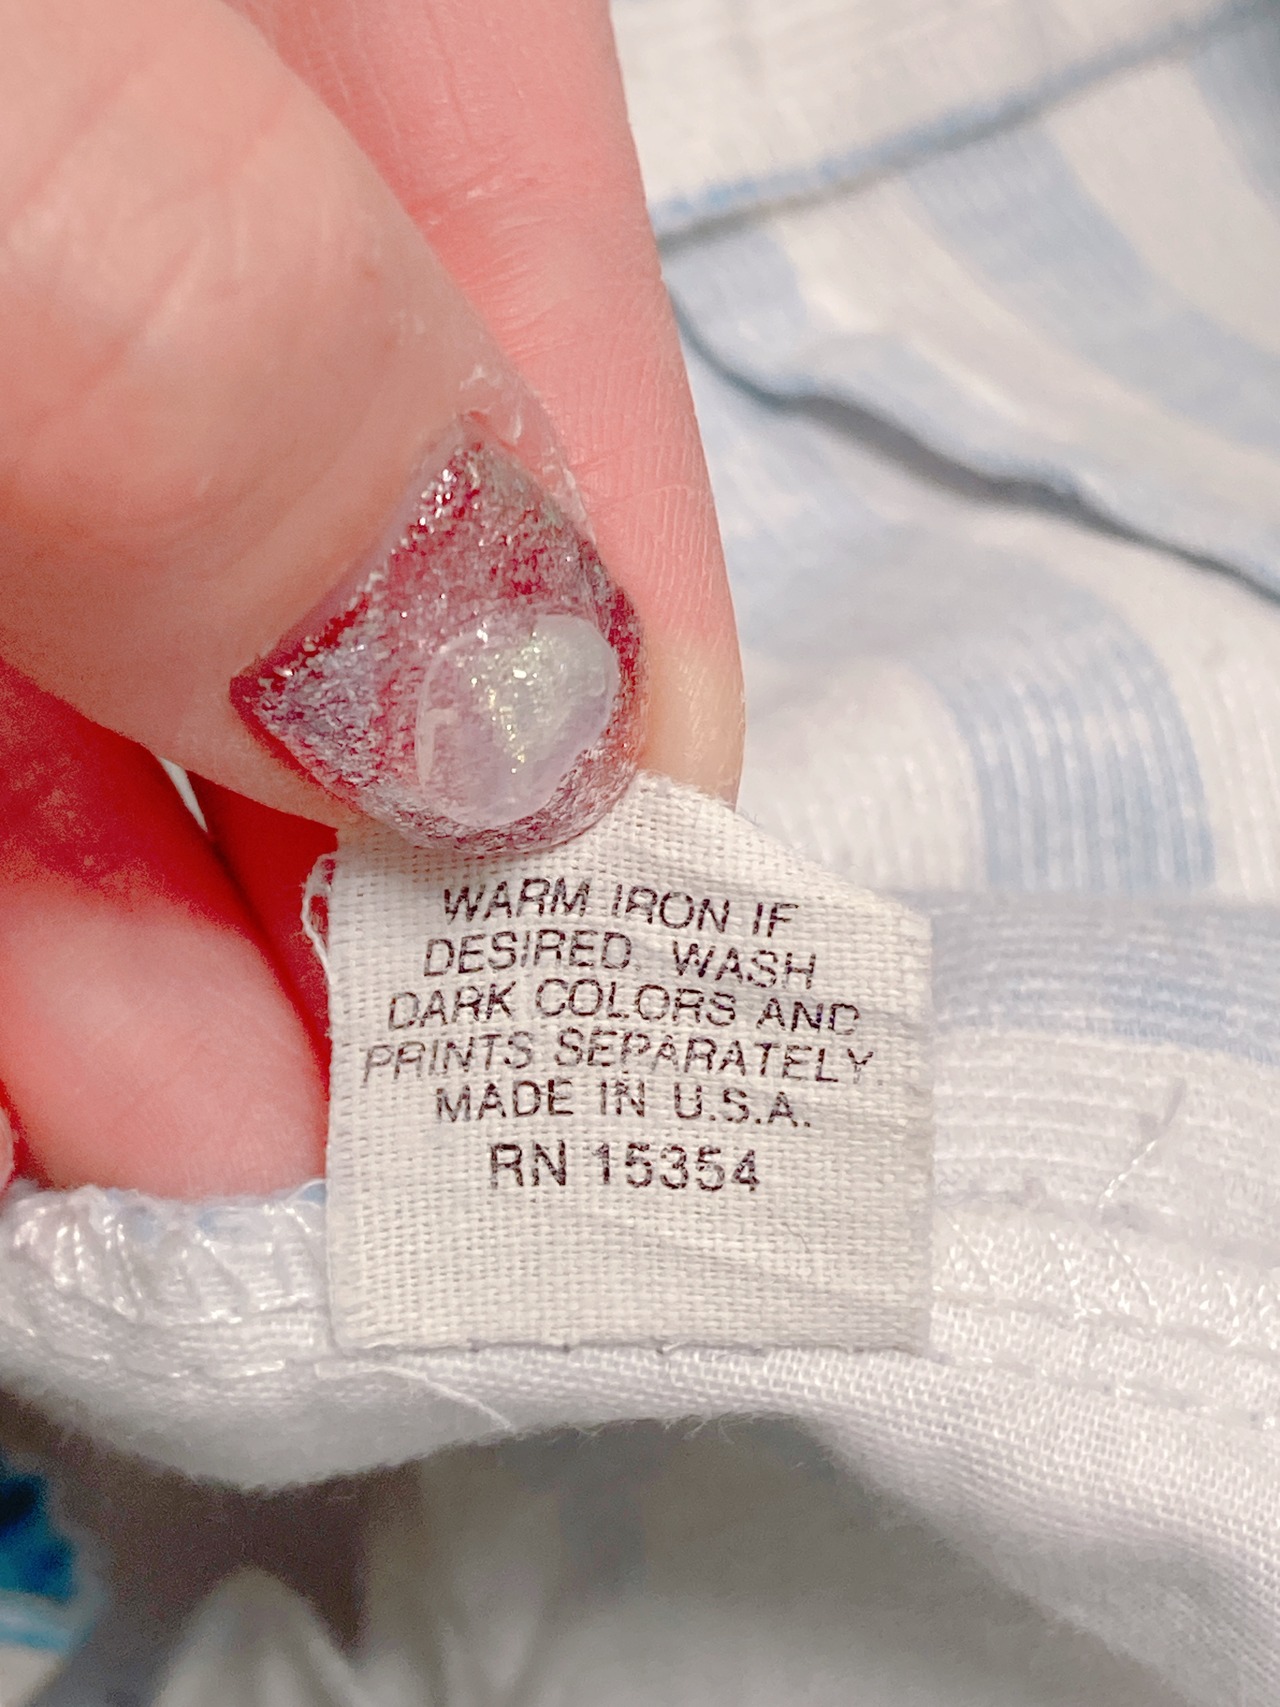 WARM IRON IF
DESIRED. WASH
DARK COLORS AND
PRINTS SEPARATELY.
MADE IN U.S.A.
RN 15354